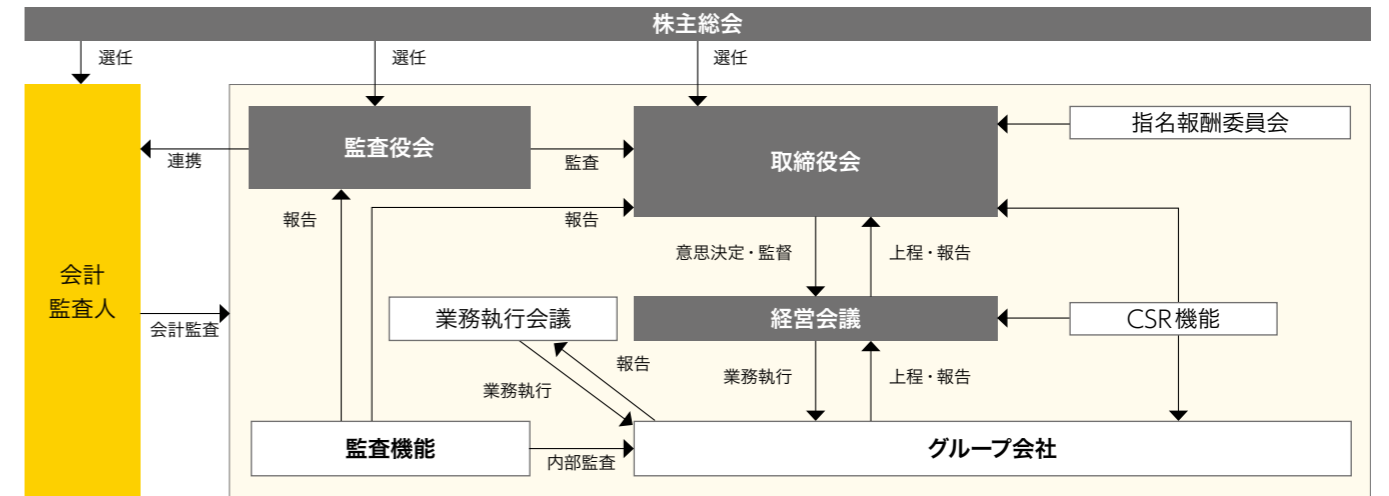 株主総会
選任
選任
選任
監査役会
取締役会
指名報酬委員会
連携
監査
報告
報告
会計
監査人
意思決定・監督
上程・報告
会計監査
業務執行会議
経営会議
CSR機能
報告
業務執行
業務執行
上程・報告
監査機能
内部監査
グループ会社